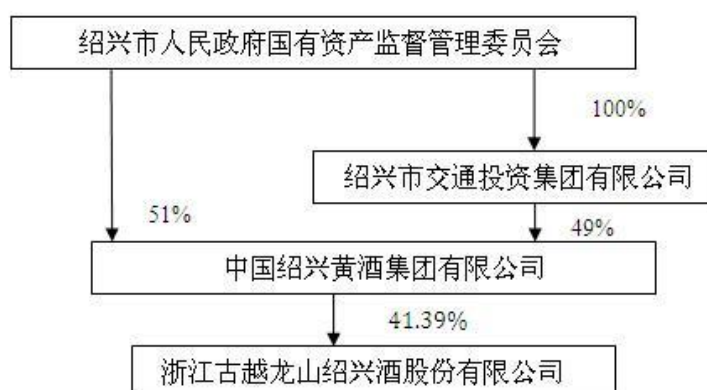 绍兴市人民政府国有资产监督管理委员会
100%
绍兴市交通投资集团有限公司
51%
49%
中国绍兴黄酒集团有限公司
41.39%
浙江古越龙山绍兴酒股份有限公司